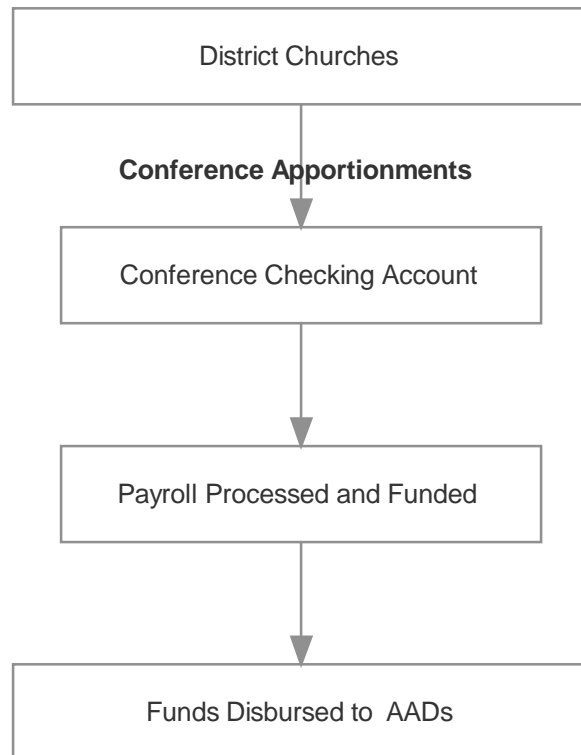 District Churches
Conference Apportionments
Conference Checking Account
Payroll Processed and Funded
Funds Disbursed to  AADs